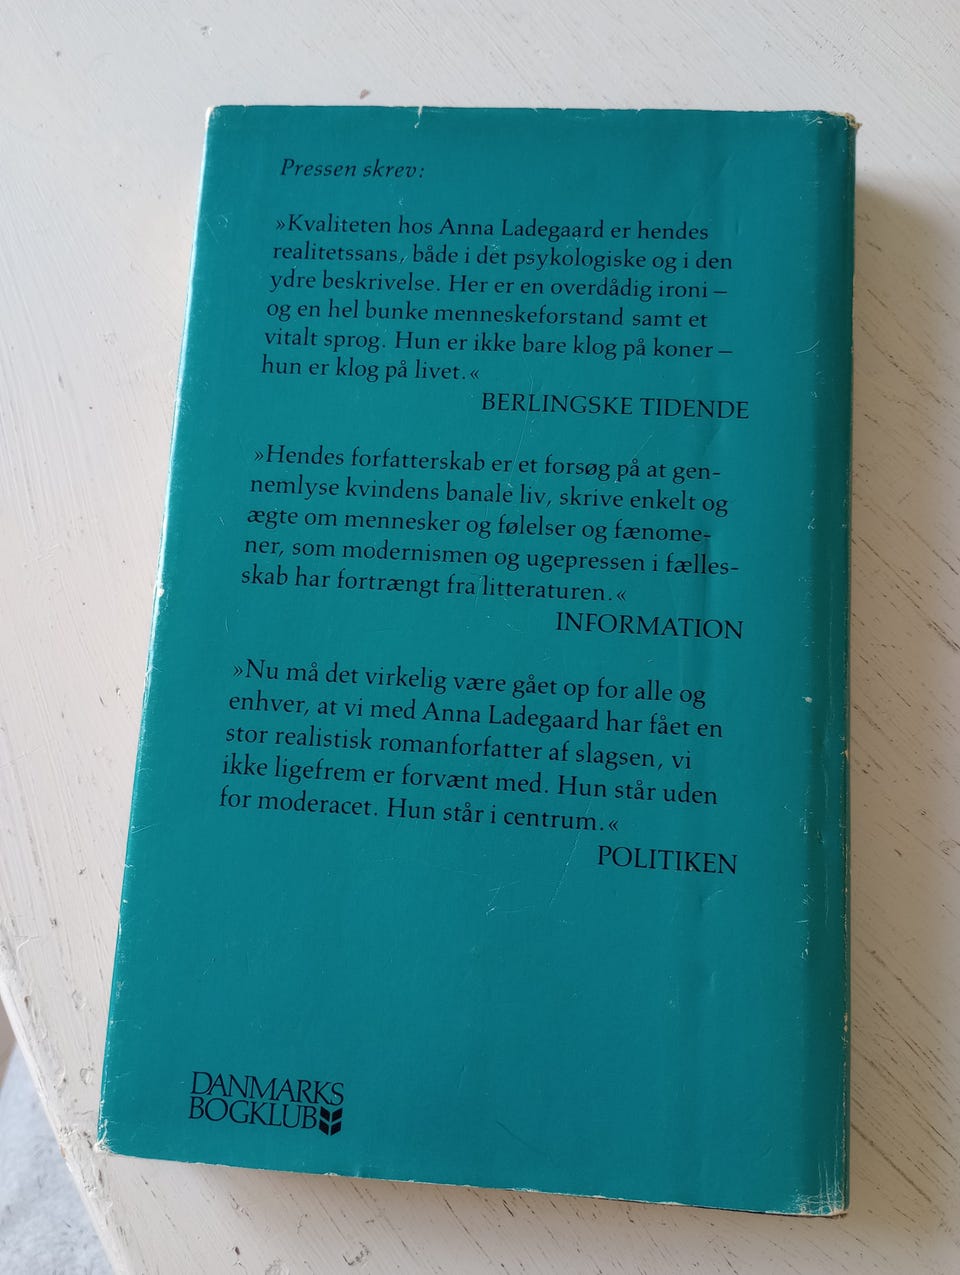 Pressen skrev:
»Kvaliteten hos Anna Ladegaard er hendes
realitetssans, både i det psykologiske og i den
ydre beskrivelse. Her er en overdådig ironi –
og en hel bunke menneskeforstand samt et
vitalt sprog. Hun er ikke bare klog på koner –
hun er klog på livet.«
BERLINGSKE TIDENDE
»Hendes forfatterskab er et forsøg på at gen-
nemlyse kvindens banale liv, skrive enkelt og
ægte om mennesker og følelser og fænome-
ner, som modernismen og ugepressen i fælles-
skab har fortrængt fra litteraturen.«
INFORMATION
»Nu må det virkelig være gået op for alle og
enhver, at vi med Anna Ladegaard har fået en
stor realistisk romanforfatter af slagsen, vi
ikke ligefrem er forvænt med. Hun står uden
for moderacet. Hun står i centrum.«
POLITIKEN
DANMARKS
BOGKLUB